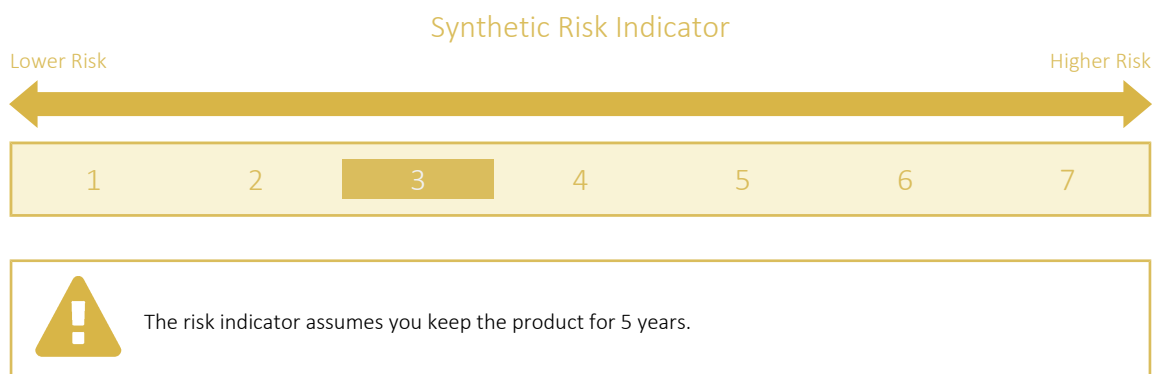 Synthetic Risk Indicator
Lower Risk Higher Risk
1 2 3 4 5 6 7
The risk indicator assumes you keep the product for 5 years.